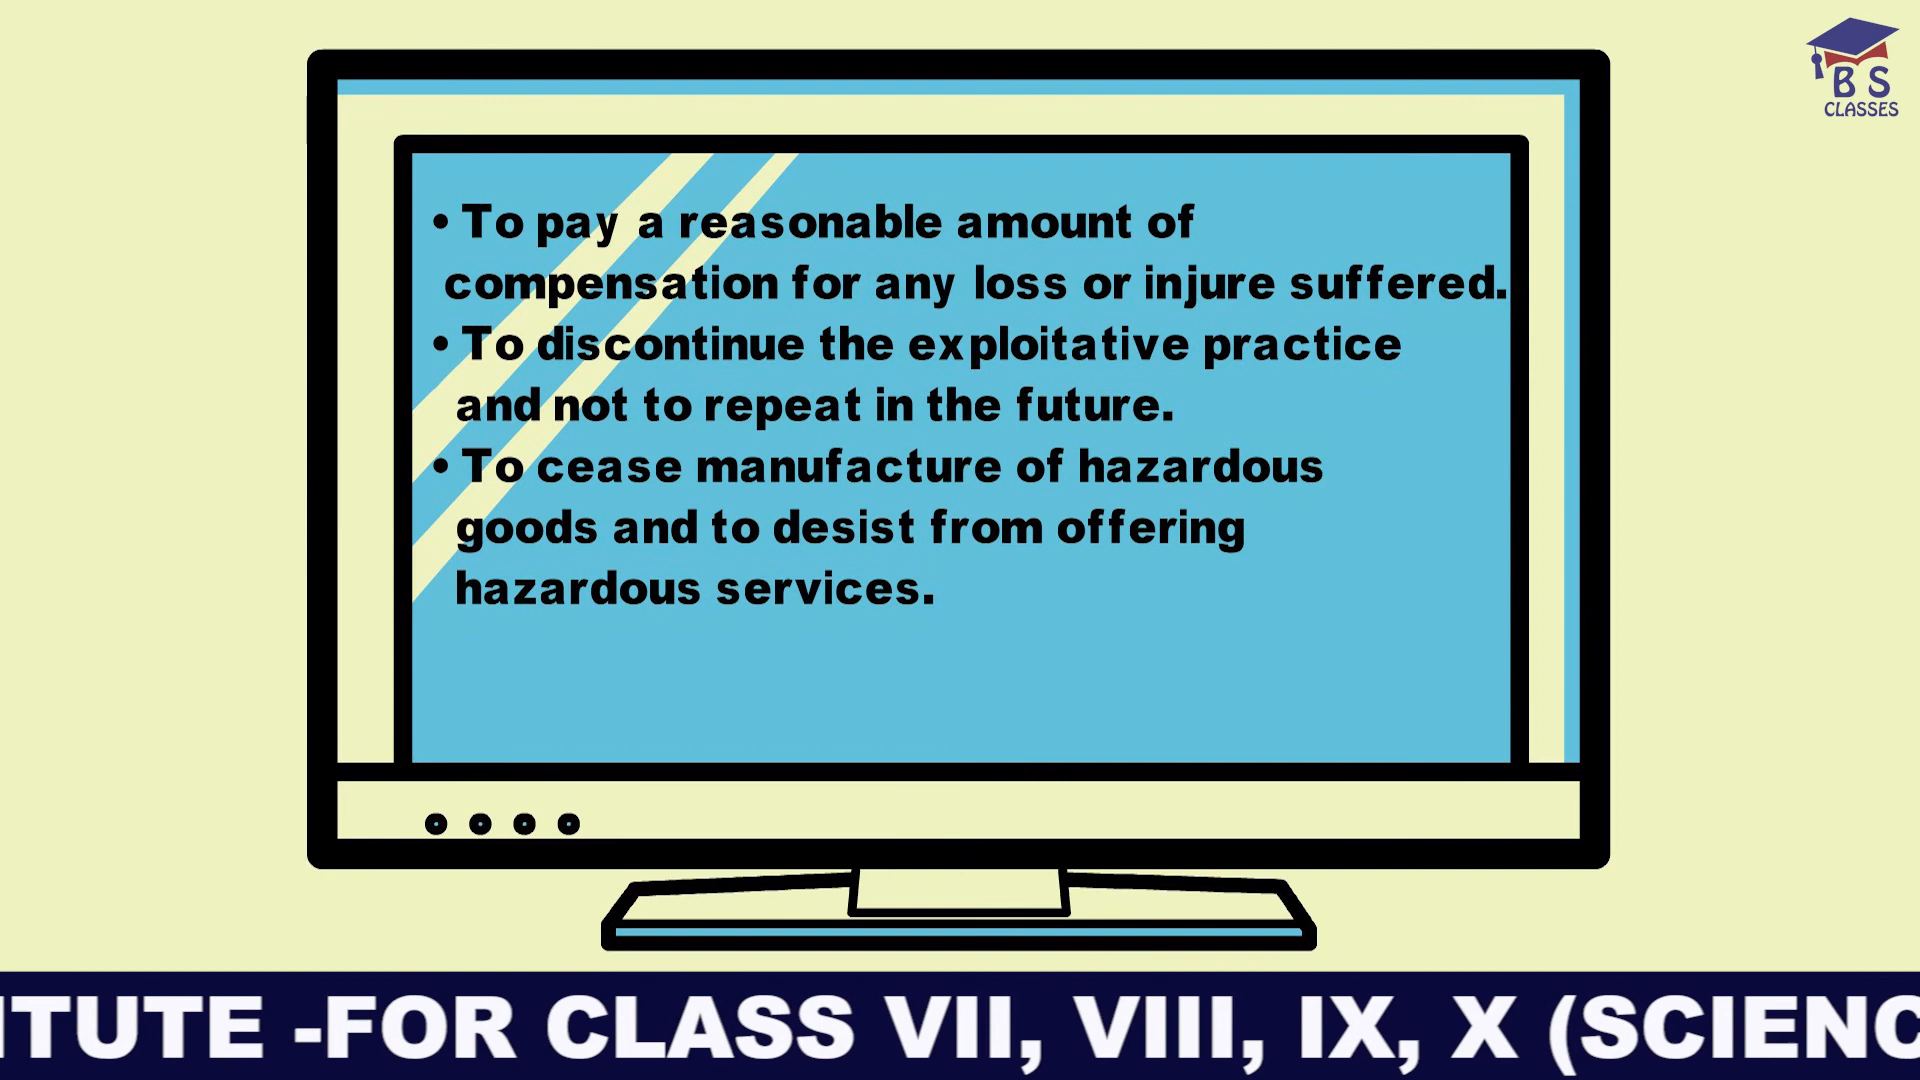 B S
CLASSES
• To pay a reasonable amount of
compensation for any loss or injure suffered.
• To discontinue the exploitative practice
and not to repeat in the future.
• To cease manufacture of hazardous
goods and to desist from offering
hazardous services.
ITUTE -FOR CLASS VII, VIII, IX, X (SCIENC